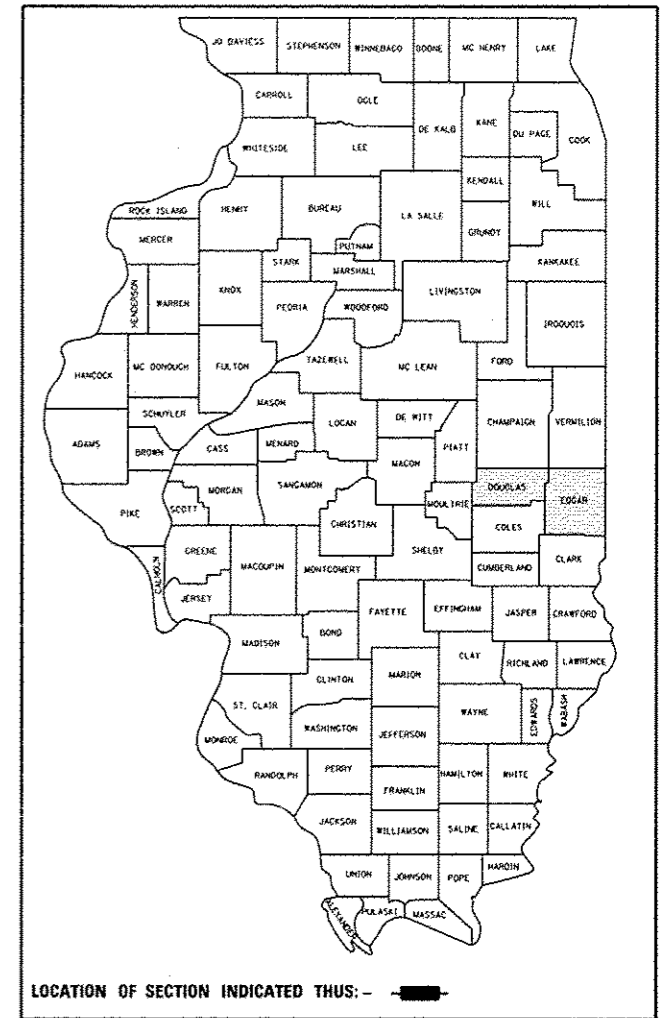 JO DAVIESS STEPHENSON WINNEBAGO BOONE MC HENRY LAKE
CARROLL OGLE DE KALB KANE DU PAGE COOK
WHITESIDE LEE
KENDALL WILL
ROCK ISLAND HENRY BUREAU LA SALLE GRUNDY
MERCER PUTNAM KANKAKEE
STARK MARSHALL
HENDERSON WARREN KNOX PEORIA WOODFORD LIVINGSTON IROQUOIS
HANCOCK MC DONOUGH FULTON TAZEWELL MC LEAN FORD
SCHUYLER MASON LOGAN DE WITT CHAMPAIGN VERMILION
ADAMS BROWN CASS MENARD MACON PIATT
PIKE SCOTT MORGAN SANGAMON CHRISTIAN MOULTRIE DOUGLAS EDGAR
COLES
CALHOUN GREENE MACOUPIN MONTGOMERY SHELBY CUMBERLAND CLARK
JERSEY FAYETTE EFFINGHAM JASPER CRAWFORD
MADISON BOND
CLAY RICHLAND LAWRENCE
CLINTON MARION
ST. CLAIR WAYNE EDWARDS WABASH
MONROE WASHINGTON JEFFERSON
RANDOLPH PERRY HAMILTON WHITE
FRANKLIN
JACKSON WILLIAMSON SALINE GALLATIN
UNION JOHNSON POPE HARDIN
ALEXANDER PULASKI MASSAC
LOCATION OF SECTION INDICATED THUS:-